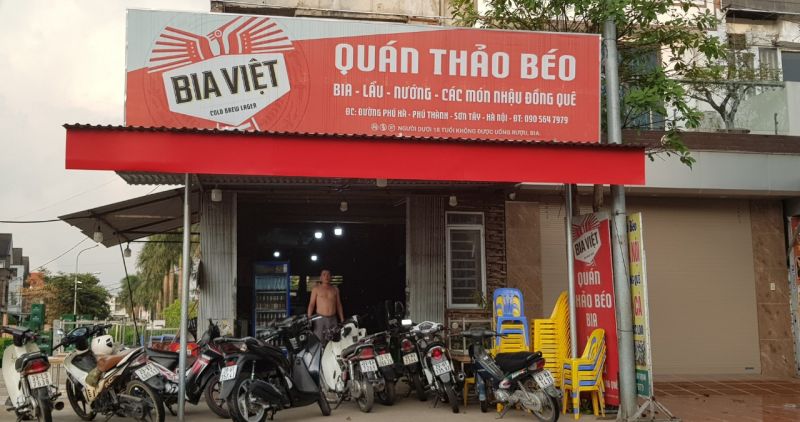 BIA VIỆT
COLD BREW LAGER
QUÁN THẢO BÉO
BIA - LẨU - NƯỚNG - CÁC MÓN NHẬU ĐỒNG QUÊ
ĐC: ĐƯỜNG PHÚ HÀ - PHÚ THÀNH - SƠN TÂY - HÀ NỘI - ĐT: 090 564 7979
NGƯỜI DƯỚI 18 TUỔI KHÔNG ĐƯỢC UỐNG RƯỢU, BIA.
BIA VIỆT
QUÁN
THẢO BÉO
BIA